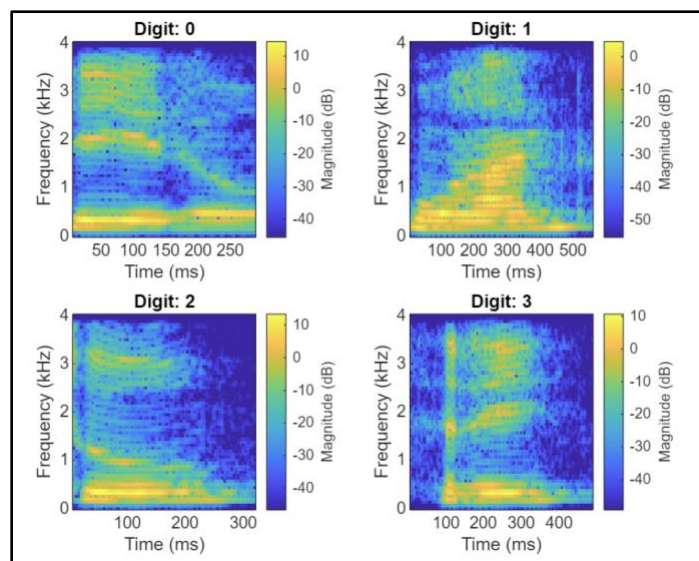 Digit: 0
4
3
2
1
0
Frequency (kHz)
50 100 150 200 250
Time (ms)
10
0
-10
-20
-30
-40
Magnitude (dB)
Digit: 1
4
3
2
1
0
Frequency (kHz)
100 200 300 400 500
Time (ms)
10
0
-10
-20
-30
-40
-50
Magnitude (dB)
Digit: 2
4
3
2
1
0
Frequency (kHz)
100 200 300
Time (ms)
10
0
-10
-20
-30
-40
Magnitude (dB)
Digit: 3
4
3
2
1
0
Frequency (kHz)
100 200 300 400
Time (ms)
10
0
-10
-20
-30
-40
Magnitude (dB)